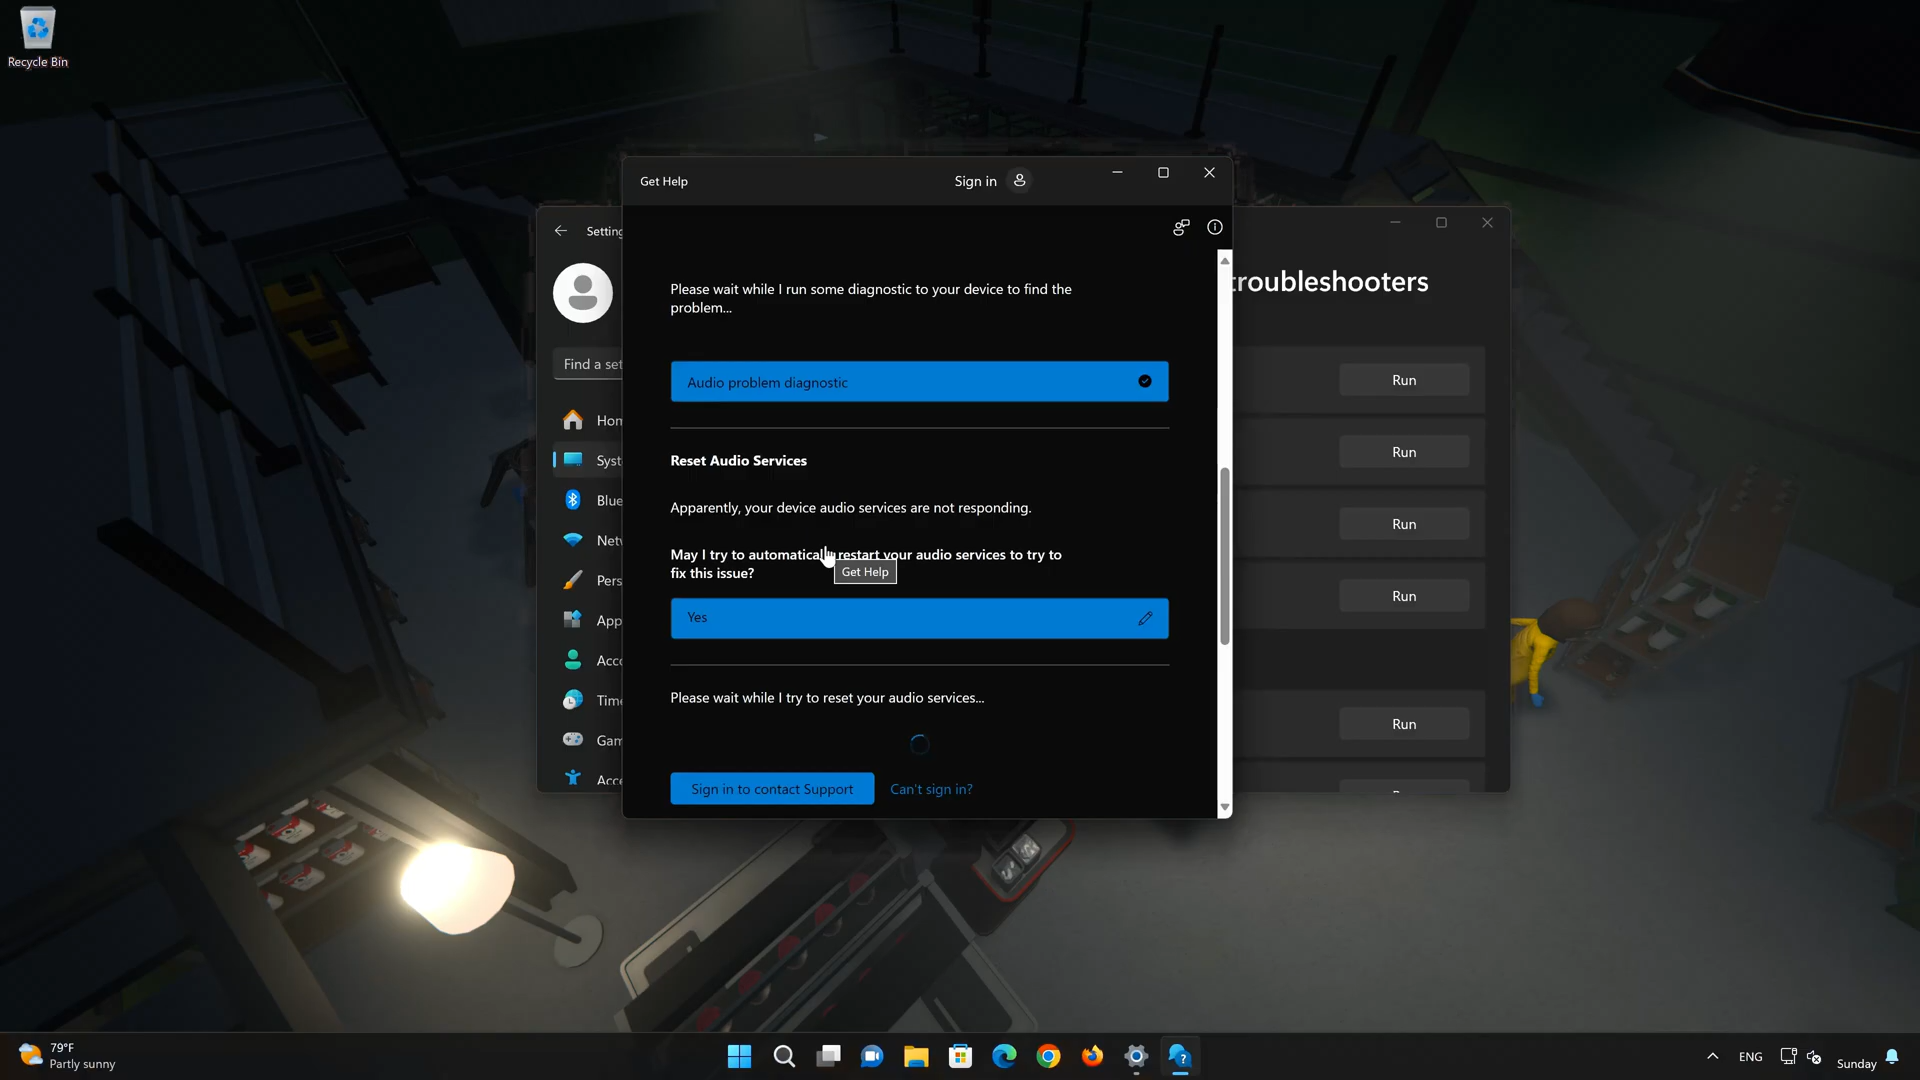 Recycle Bin
Get Help
Sign in
Setting
troubleshooters
Find a set
Hom
Syst
Blue
Netw
Pers
App
Acco
Time
Gam
Acce
Please wait while I run some diagnostic to your device to find the
problem...
Audio problem diagnostic
Reset Audio Services
Apparently, your device audio services are not responding.
May I try to automatically restart your audio services to try to
fix this issue?
Get Help
Yes
Please wait while I try to reset your audio services...
Sign in to contact Support
Can't sign in?
Run
Run
Run
Run
Run
79°F
Partly sunny
ENG
Sunday